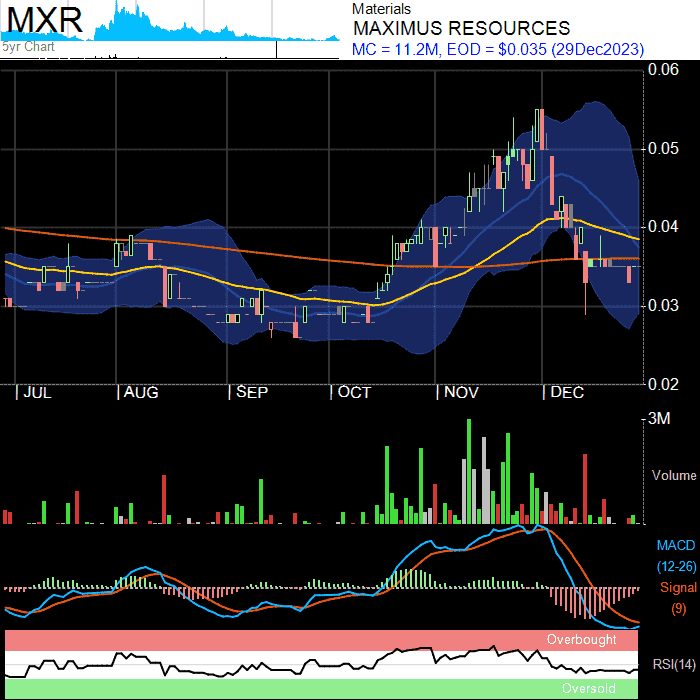 MXR
5yr Chart
Materials
MAXIMUS RESOURCES
MC = 11.2M, EOD = $0.035 (29Dec2023)
0.06
0.05
0.04
0.03
0.02
| JUL | AUG | SEP | OCT | NOV | DEC
3M
Volume
MACD
(12-26)
Signal
(9)
Overbought
RSI(14)
Oversold